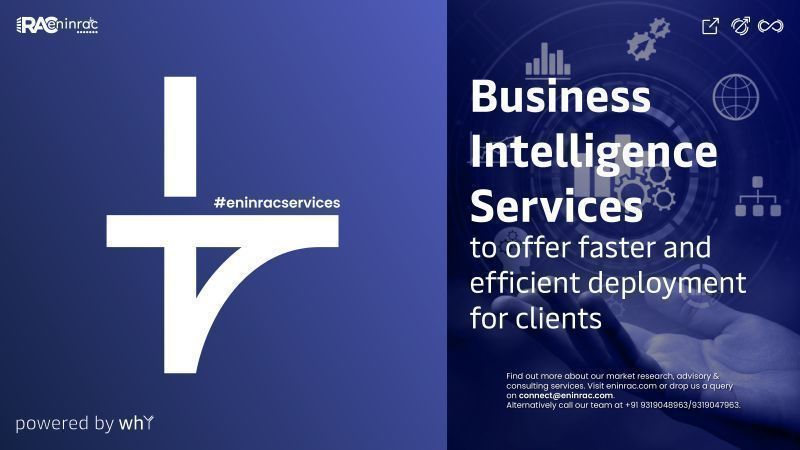 RACeninrac
#eninracservices
powered by whY
Business
Intelligence
Services
to offer faster and
efficient deployment
for clients
Find out more about our market research, advisory &
consulting services. Visit eninrac.com or drop us a query
on connect@eninrac.com.
Alternatively call our team at +91 9319048963/9319047963.